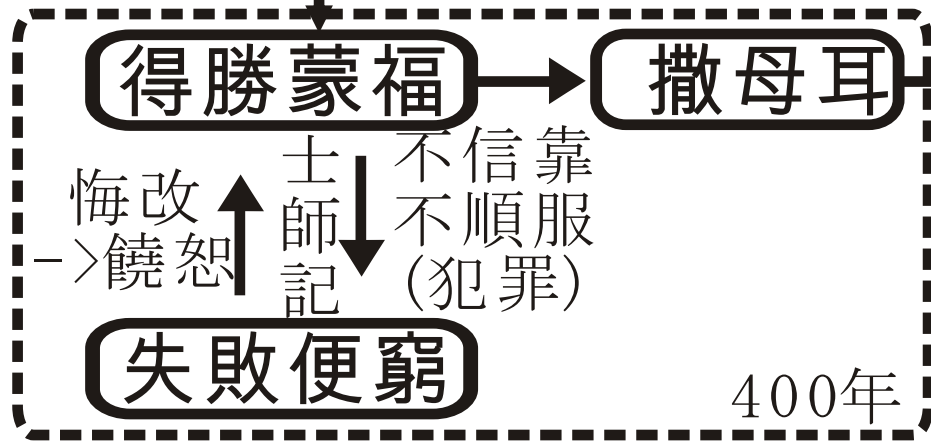 得勝蒙福
撒母耳
悔改
->饒恕
士師記
不信靠
不順服
(犯罪)
失敗便窮
400年